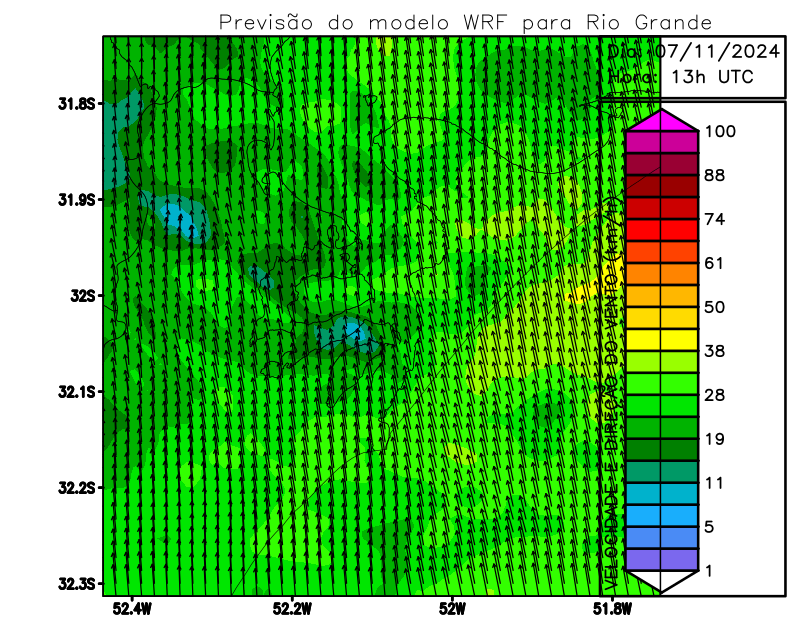 Previsão do modelo WRF para Rio Grande
Dia: 07/11/2024
Hora: 13h UTC
31.8S
31.9S
32S
32.1S
32.2S
32.3S
52.4W
52.2W
52W
51.8W
VELOCIDADE E DIREÇÃO DO VENTO (km/h)
100
88
74
61
50
38
28
19
11
5
1